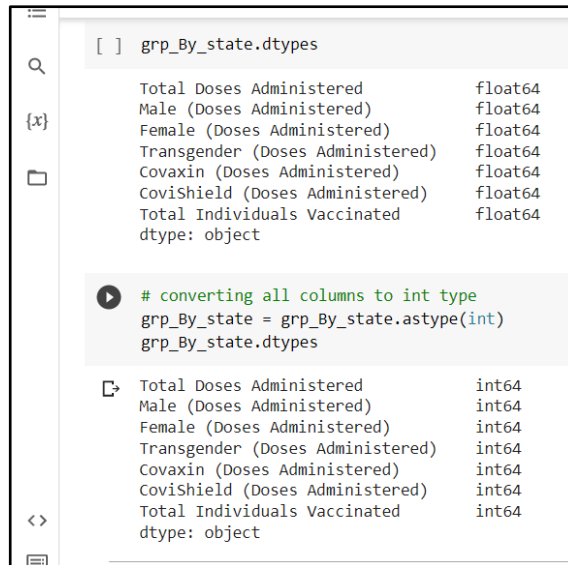 [ ] grp_By_state.dtypes
Total Doses Administered float64
Male (Doses Administered) float64
Female (Doses Administered) float64
{x}
Transgender (Doses Administered) float64
Covaxin (Doses Administered) float64
CoviShield (Doses Administered) float64
Total Individuals Vaccinated float64
dtype: object
# converting all columns to int type
grp_By_state = grp_By_state.astype(int)
grp_By_state.dtypes
Total Doses Administered int64
Male (Doses Administered) int64
Female (Doses Administered) int64
Transgender (Doses Administered) int64
Covaxin (Doses Administered) int64
CoviShield (Doses Administered) int64
Total Individuals Vaccinated int64
dtype: object